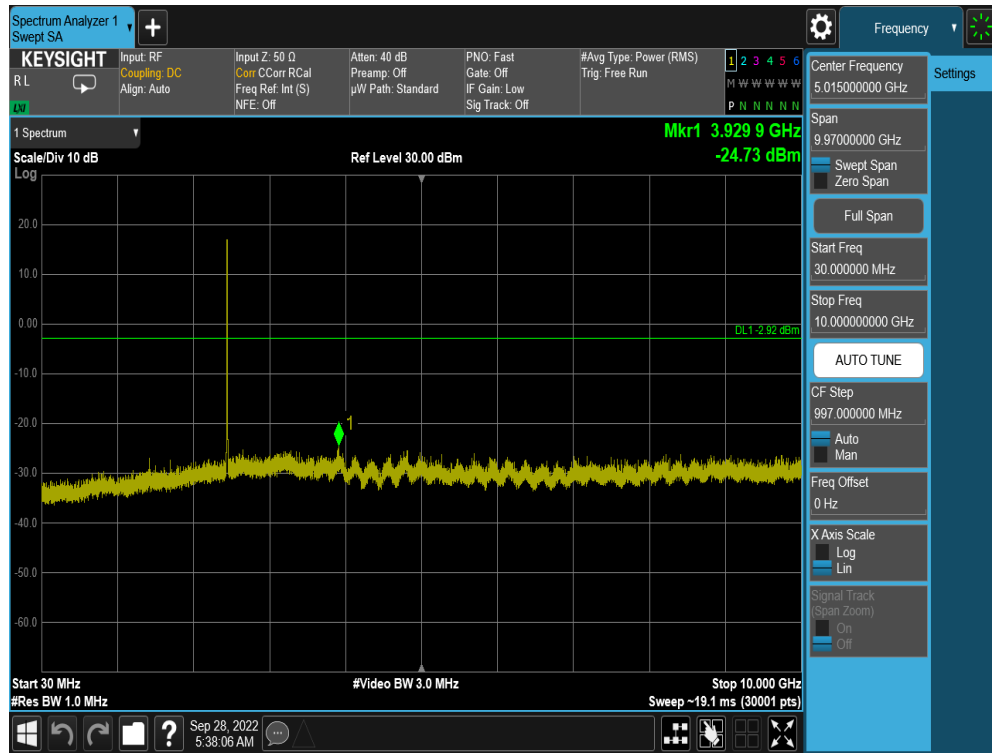 Spectrum Analyzer 1
Swept SA
+
Frequency
KEYSIGHT
R L
LXI
Input: RF
Coupling: DC
Align: Auto
Input Z: 50 Ω
Corr CCorr RCal
Freq Ref: Int (S)
NFE: Off
Atten: 40 dB
Preamp: Off
µW Path: Standard
PNO: Fast
Gate: Off
IF Gain: Low
Sig Track: Off
#Avg Type: Power (RMS)
Trig: Free Run
1 2 3 4 5 6
M W W W W W
P N N N N N
1 Spectrum
Mkr1 3.929 9 GHz
Scale/Div 10 dB
Ref Level 30.00 dBm
-24.73 dBm
Log
20.0
10.0
0.00
DL1 -2.92 dBm
-10.0
-20.0
1
-30.0
-40.0
-50.0
-60.0
Start 30 MHz
#Video BW 3.0 MHz
Stop 10.000 GHz
#Res BW 1.0 MHz
Sweep ~19.1 ms (30001 pts)
Center Frequency
5.015000000 GHz
Settings
Span
9.97000000 GHz
Swept Span
Zero Span
Full Span
Start Freq
30.000000 MHz
Stop Freq
10.000000000 GHz
AUTO TUNE
CF Step
997.000000 MHz
Auto
Man
Freq Offset
0 Hz
X Axis Scale
Log
Lin
Signal Track
(Span Zoom)
On
Off
?
Sep 28, 2022
5:38:06 AM